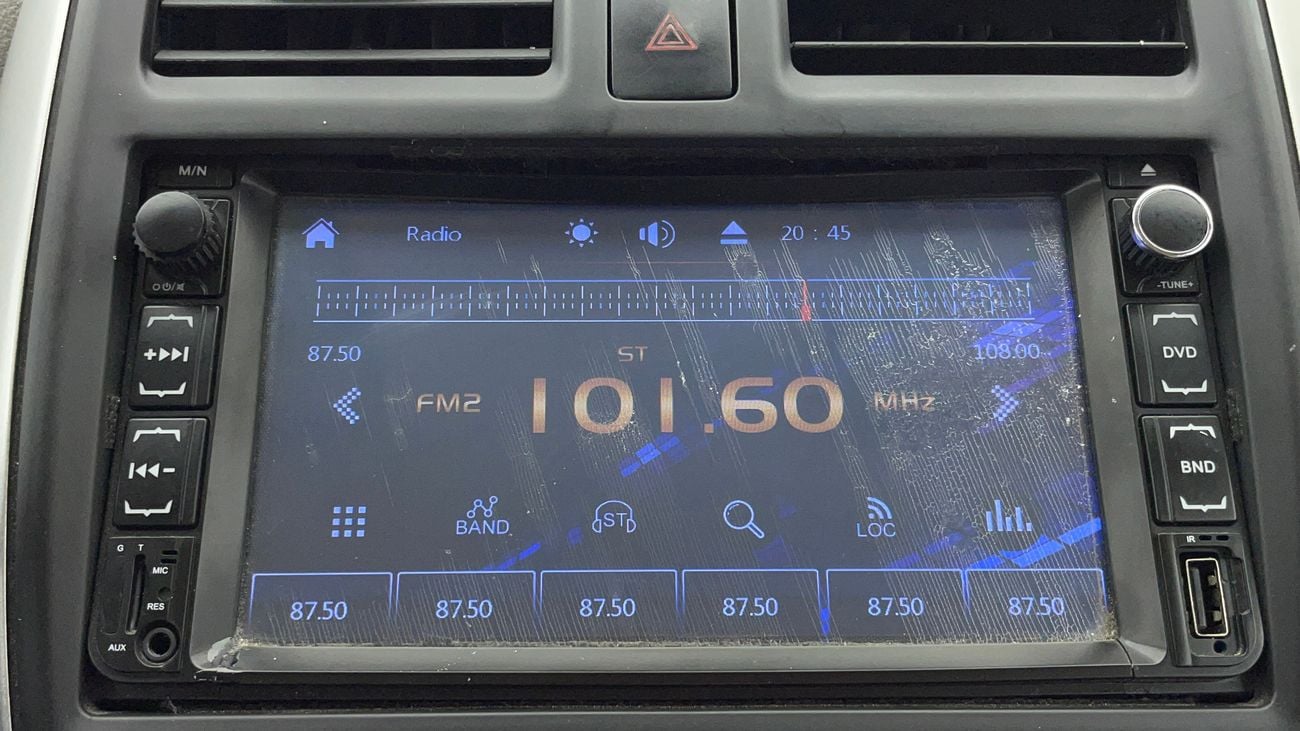 M/N
Radio
20 : 45
87.50
ST
108.00
FM2
101.60
MHz
BAND
ST
LOC
87.50
87.50
87.50
87.50
87.50
87.50
+
-
G T
MIC
RES
AUX
-TUNE+
DVD
BND
IR